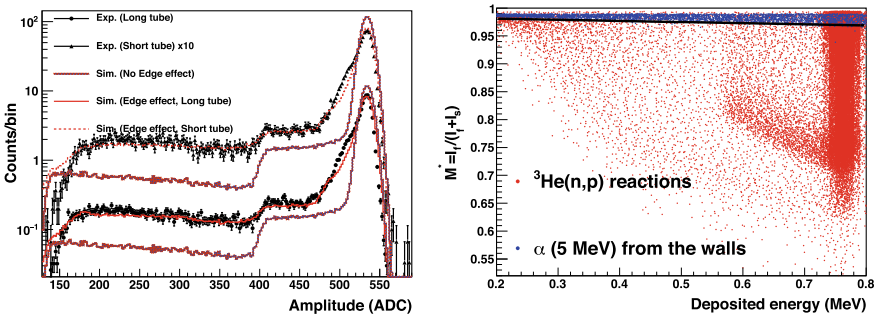 Exp. (Long tube)
Exp. (Short tube) x10
Sim. (No Edge effect)
Sim. (Edge effect, Long tube)
Sim. (Edge effect, Short tube)
Counts/bin
10²
10
1
10⁻¹
150 200 250 300 350 400 450 500 550
Amplitude (ADC)
M*=I_f/(I_f+I_s)
1
0.95
0.9
0.85
0.8
0.75
0.7
0.65
0.6
0.55
³He(n,p) reactions
α (5 MeV) from the walls
0.2 0.3 0.4 0.5 0.6 0.7 0.8
Deposited energy (MeV)